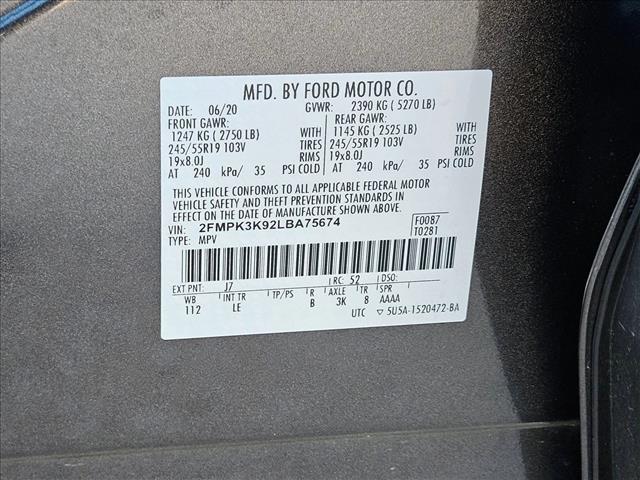 MFD. BY FORD MOTOR CO.
DATE: 06/20 GVWR: 2390 KG ( 5270 LB)
FRONT GAWR: REAR GAWR:
1247 KG ( 2750 LB) WITH 1145 KG ( 2525 LB) WITH
245/55R19 103V TIRES 245/55R19 103V TIRES
19x8.0J RIMS 19x8.0J RIMS
AT 240 kPa/ 35 PSI COLD AT 240 kPa/ 35 PSI COLD
THIS VEHICLE CONFORMS TO ALL APPLICABLE FEDERAL MOTOR
VEHICLE SAFETY AND THEFT PREVENTION STANDARDS IN
EFFECT ON THE DATE OF MANUFACTURE SHOWN ABOVE.
VIN: 2FMPK3K92LBA75674 F0087
TYPE: MPV T0281
EXT PNT: J7 RC: 52 DSO:
WB INT TR TP/PS R AXLE TR SPR
112 LE B 3K 8 AAAA
UTC ▽ 5U5A-1520472-BA